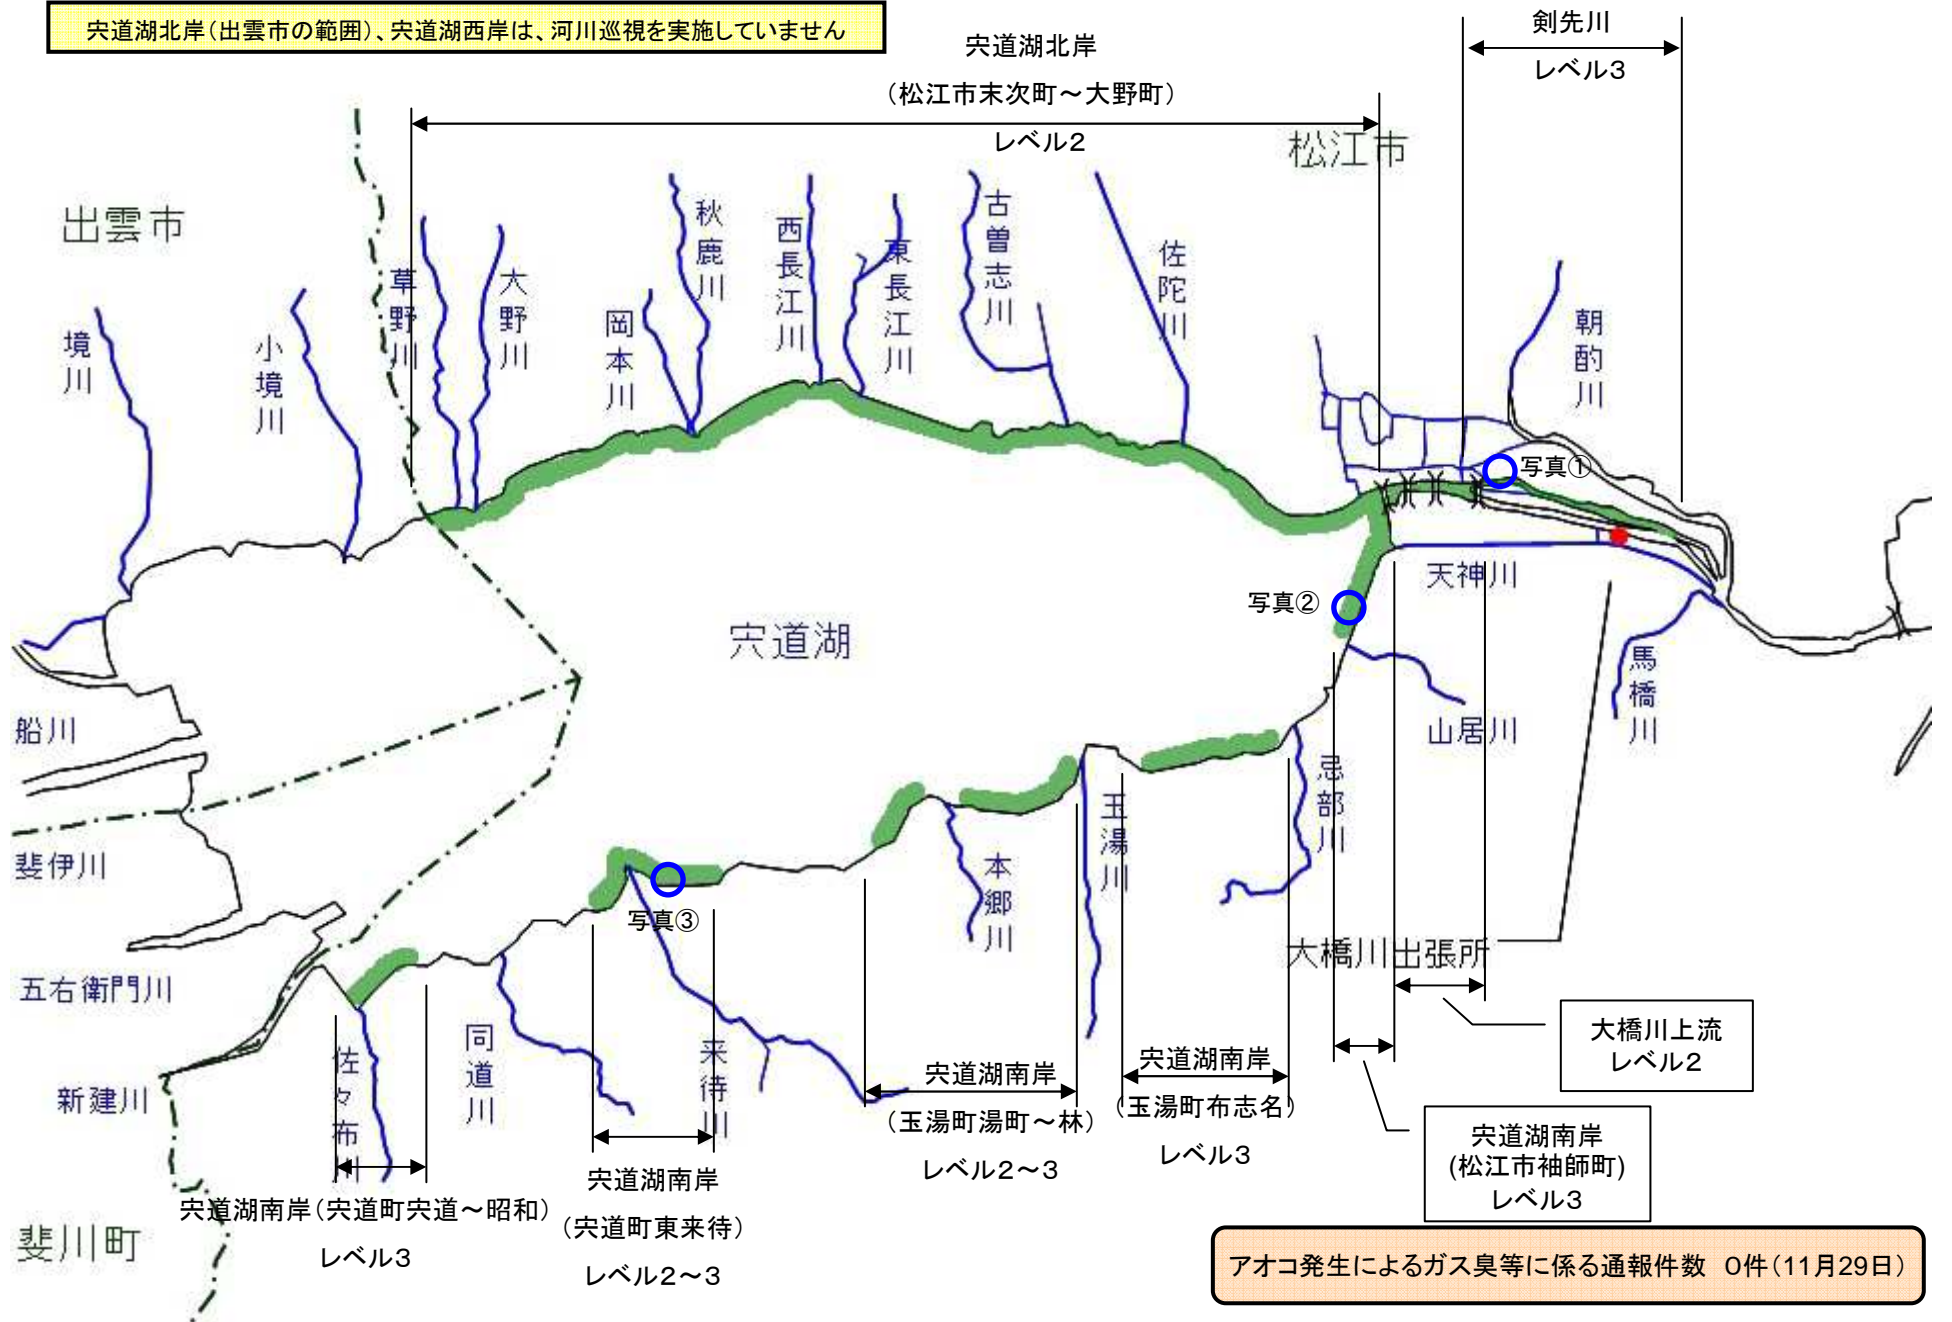 宍道湖北岸（出雲市の範囲）、宍道湖西岸は、河川巡視を実施していません
宍道湖北岸
（松江市末次町～大野町）
レベル２
剣先川
レベル３
松江市
出雲市
境川
小境川
草野川
大野川
岡本川
秋鹿川
西長江川
東長江川
古曽志川
佐陀川
朝酌川
写真①
天神川
写真②
宍道湖
馬橋川
山居川
忌部川
玉湯川
本郷川
船川
斐伊川
五右衛門川
新建川
斐川町
写真③
佐々布川
同道川
来待川
大橋川出張所
大橋川上流
レベル２
宍道湖南岸
(松江市袖師町)
レベル３
宍道湖南岸
（玉湯町布志名）
レベル３
宍道湖南岸
（玉湯町湯町～林）
レベル２～３
宍道湖南岸
（宍道町東来待）
レベル２～３
宍道湖南岸（宍道町宍道～昭和）
レベル３
アオコ発生によるガス臭等に係る通報件数　０件（11月29日）